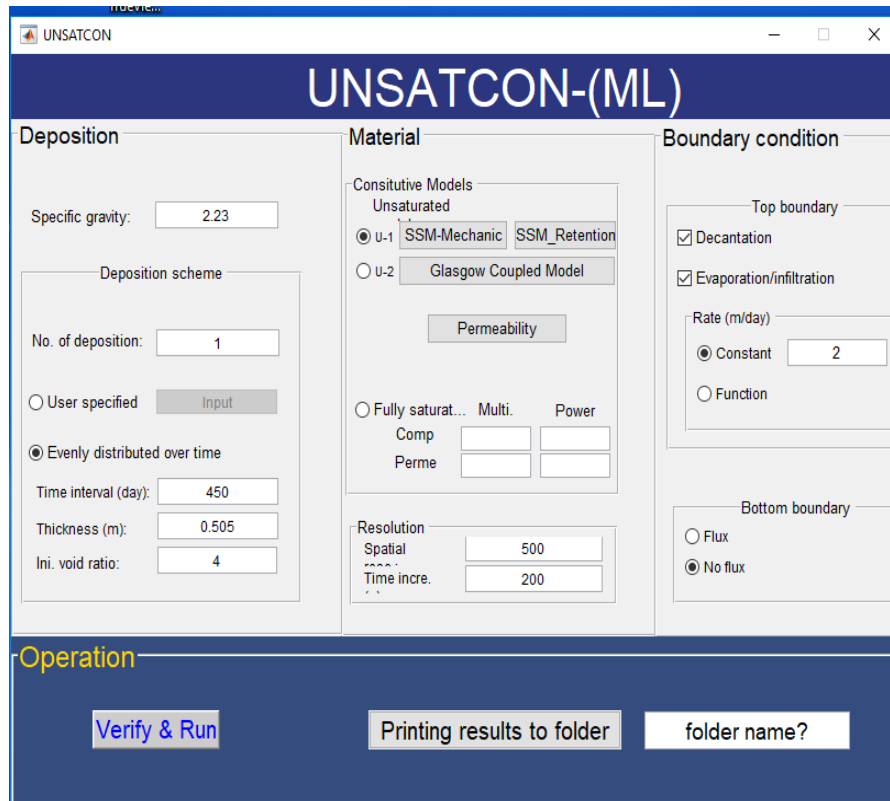 UNSATCON
UNSATCON-(ML)
Deposition
Specific gravity: 2.23
Deposition scheme
No. of deposition: 1
User specified Input
Evenly distributed over time
Time interval (day): 450
Thickness (m): 0.505
Ini. void ratio: 4
Material
Consitutive Models
Unsaturated
U-1 SSM-Mechanic SSM_Retention
U-2 Glasgow Coupled Model
Permeability
Fully saturat... Multi. Power
Comp
Perme
Resolution
Spatial 500
Time incre. 200
Boundary condition
Top boundary
Decantation
Evaporation/infiltration
Rate (m/day)
Constant 2
Function
Bottom boundary
Flux
No flux
Operation
Verify & Run
Printing results to folder
folder name?